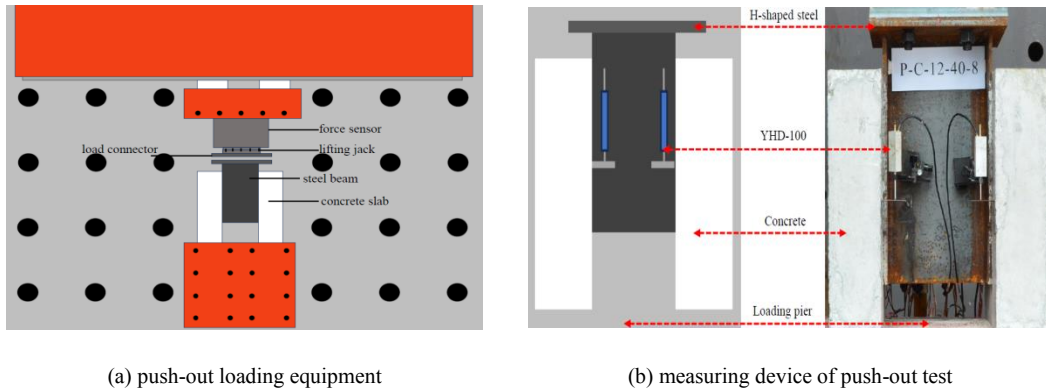 force sensor
load connector
lifting jack
steel beam
concrete slab
H-shaped steel
P-C-12-40-8
YHD-100
Concrete
Loading pier
(a) push-out loading equipment
(b) measuring device of push-out test